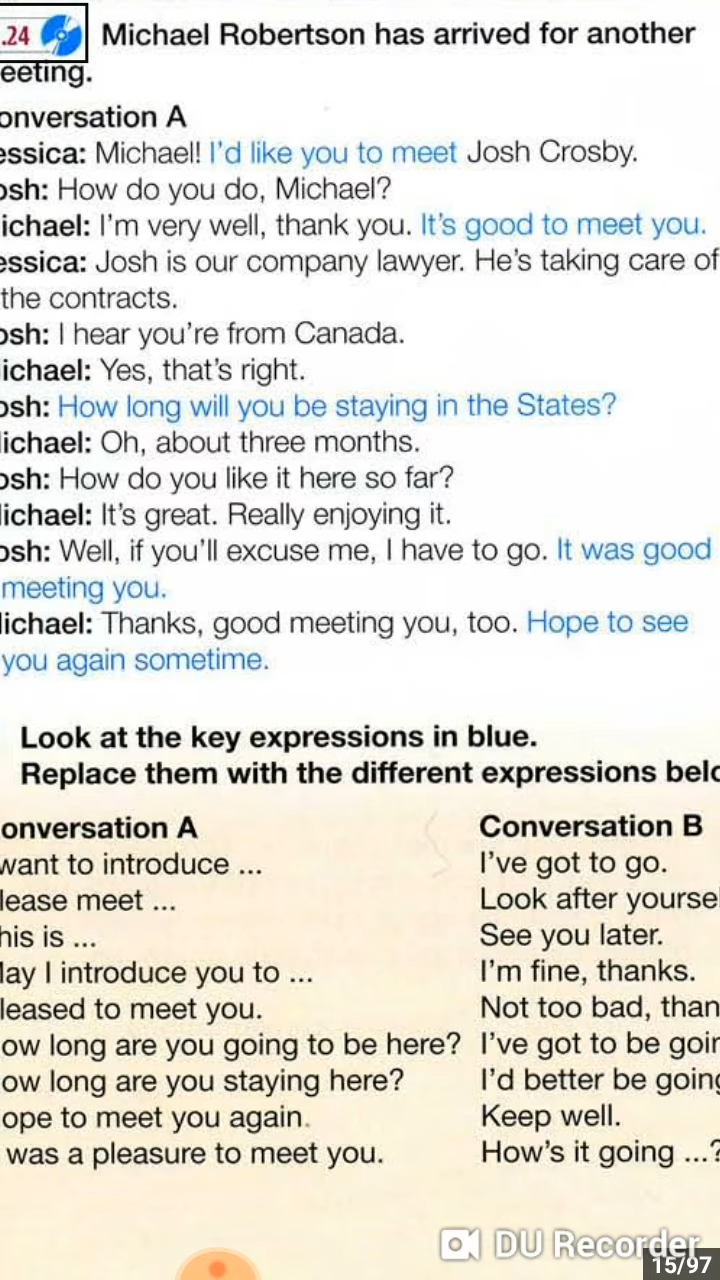 .24 Michael Robertson has arrived for another
eeting.
onversation A
essica: Michael! I'd like you to meet Josh Crosby.
osh: How do you do, Michael?
ichael: I'm very well, thank you. It's good to meet you.
essica: Josh is our company lawyer. He's taking care of
the contracts.
osh: I hear you're from Canada.
ichael: Yes, that's right.
osh: How long will you be staying in the States?
ichael: Oh, about three months.
osh: How do you like it here so far?
ichael: It's great. Really enjoying it.
osh: Well, if you'll excuse me, I have to go. It was good
meeting you.
ichael: Thanks, good meeting you, too. Hope to see
you again sometime.
Look at the key expressions in blue.
Replace them with the different expressions belo
onversation A
want to introduce ...
lease meet ...
his is ...
lay I introduce you to ...
leased to meet you.
ow long are you going to be here?
ow long are you staying here?
ope to meet you again.
was a pleasure to meet you.
Conversation B
I've got to go.
Look after yoursel
See you later.
I'm fine, thanks.
Not too bad, than
I've got to be goin
I'd better be going
Keep well.
How's it going ...?
DU Recorder
15/97